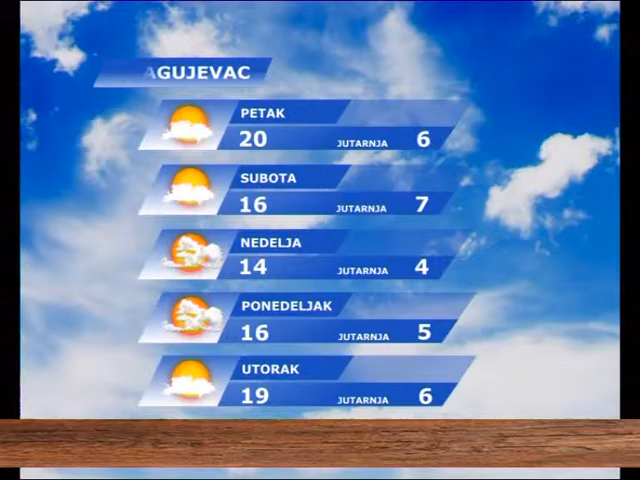 AGUJEVAC
PETAK
20 JUTARNJA 6
SUBOTA
16 JUTARNJA 7
NEDELJA
14 JUTARNJA 4
PONEDELJAK
16 JUTARNJA 5
UTORAK
19 JUTARNJA 6